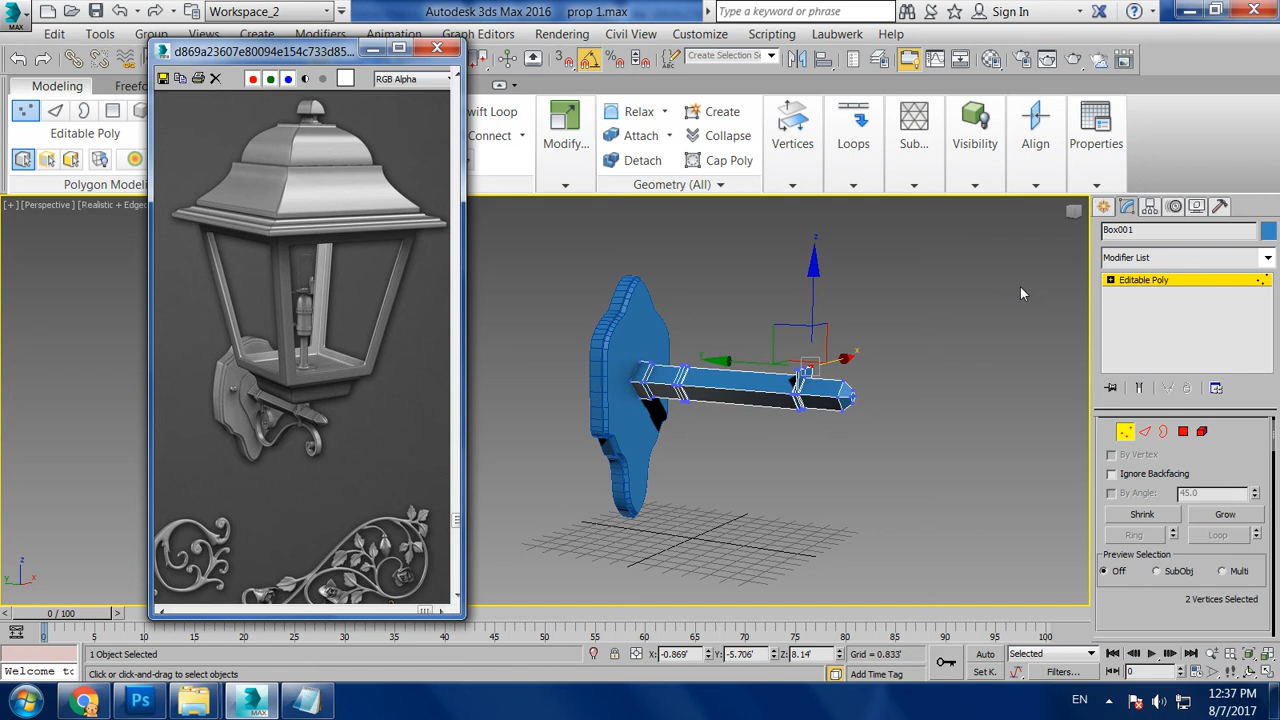 MAX
Workspace_2
Autodesk 3ds Max 2016
prop 1.max
Type a keyword or phrase
Sign In
Edit
Tools
Group
Views
Animation
Graph Editors
Rendering
Civil View
Customize
Scripting
Laubwerk
Help
d869a23607e80094e154c733d85...
Create Selection Se
RGB Alpha
Modeling
Freef
Editable Poly
Polygon Modeli
wift Loop
Connect
Modify...
Relax
Attach
Detach
Create
Collapse
Cap Poly
Geometry (All)
Vertices
Loops
Sub...
Visibility
Align
Properties
[+] [Perspective] [Realistic + Edge
z
x
y
Box001
Modifier List
Editable Poly
By Vertex
Ignore Backfacing
By Angle:
45.0
Shrink
Grow
Ring
Loop
Preview Selection
Off
SubObj
Multi
2 Vertices Selected
z
y
x
0 / 100
0
5
10
15
20
25
30
35
40
45
50
55
60
65
70
75
80
85
90
95
100
Welcome to
1 Object Selected
Click or click-and-drag to select objects
X: -0.869'
Y: -5.706'
Z: 8.14'
Grid = 0.833'
Add Time Tag
Auto
Selected
Set K.
Filters...
0
Ps
MAX
EN
12:37 PM
8/7/2017